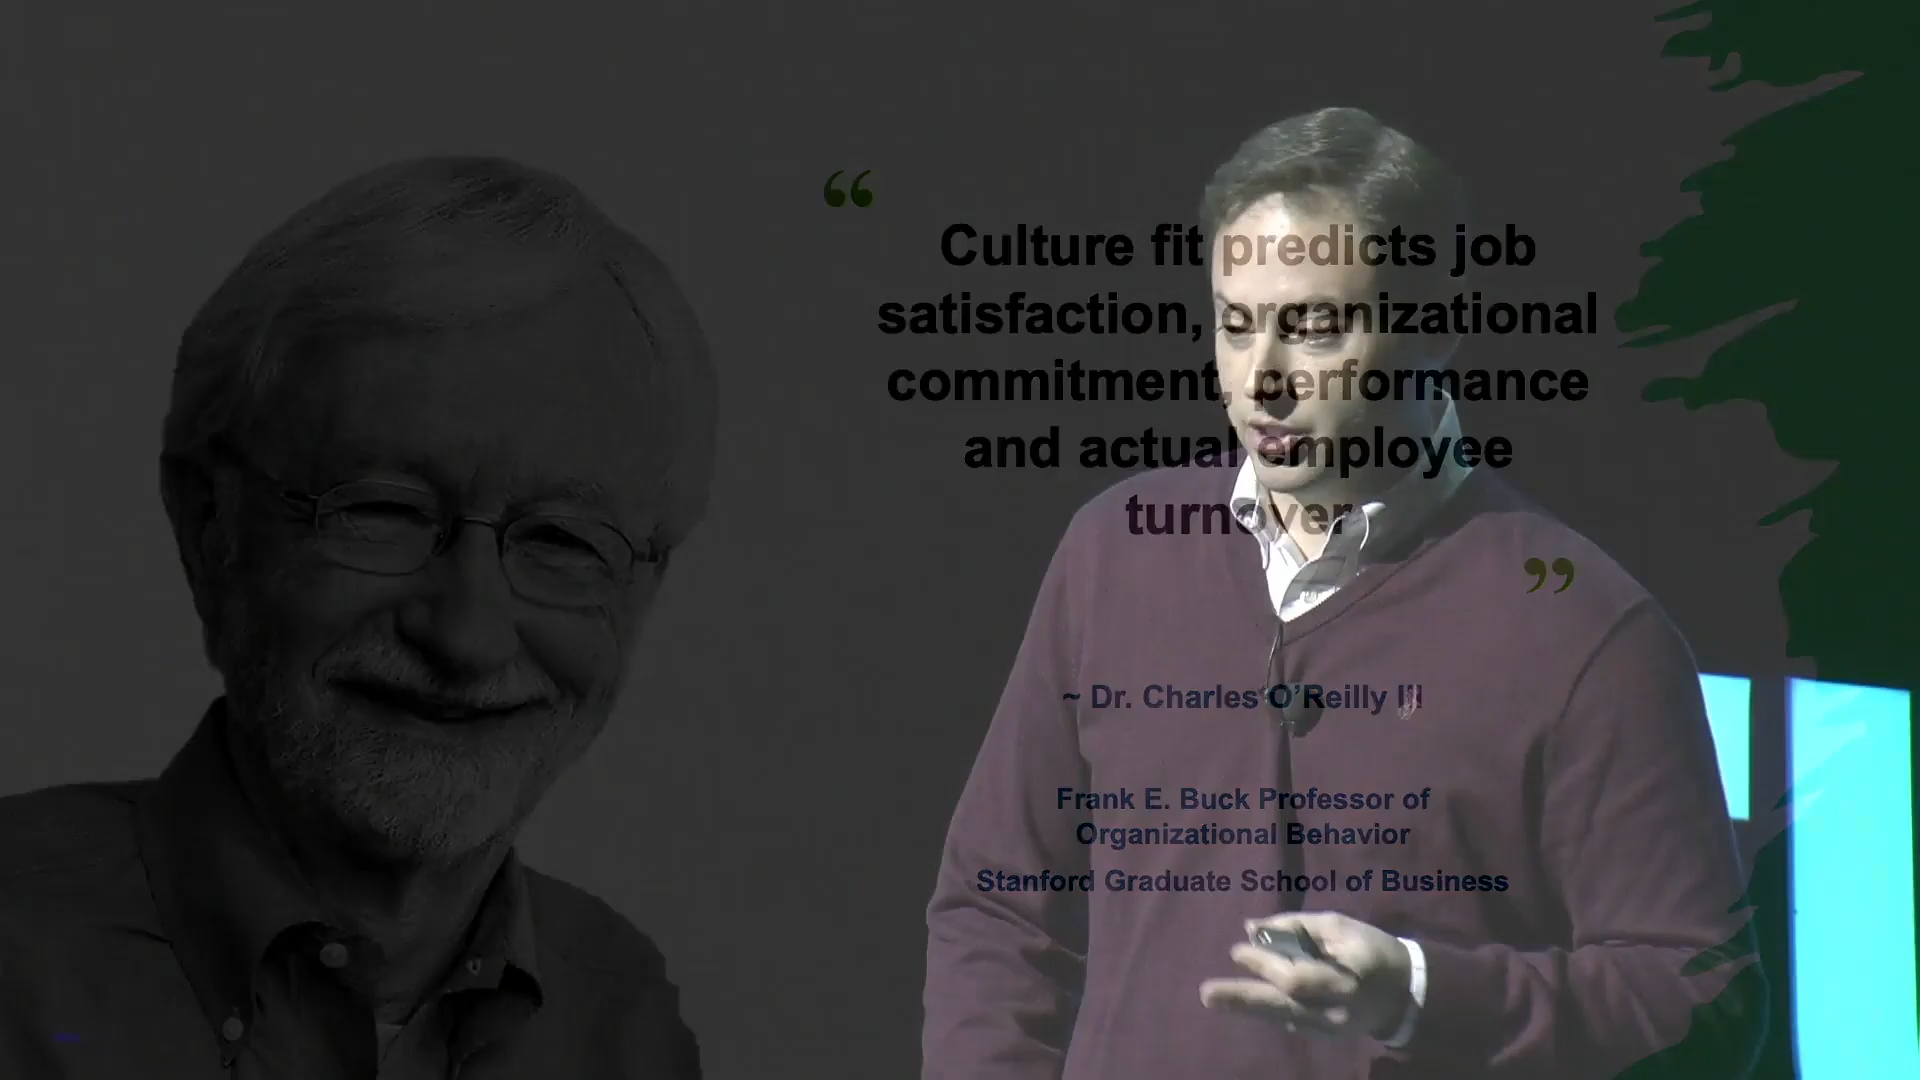 “
Culture fit predicts job
satisfaction, organizational
commitment, performance
and actual employee
turnover
”
~ Dr. Charles O’Reilly III
Frank E. Buck Professor of
Organizational Behavior
Stanford Graduate School of Business